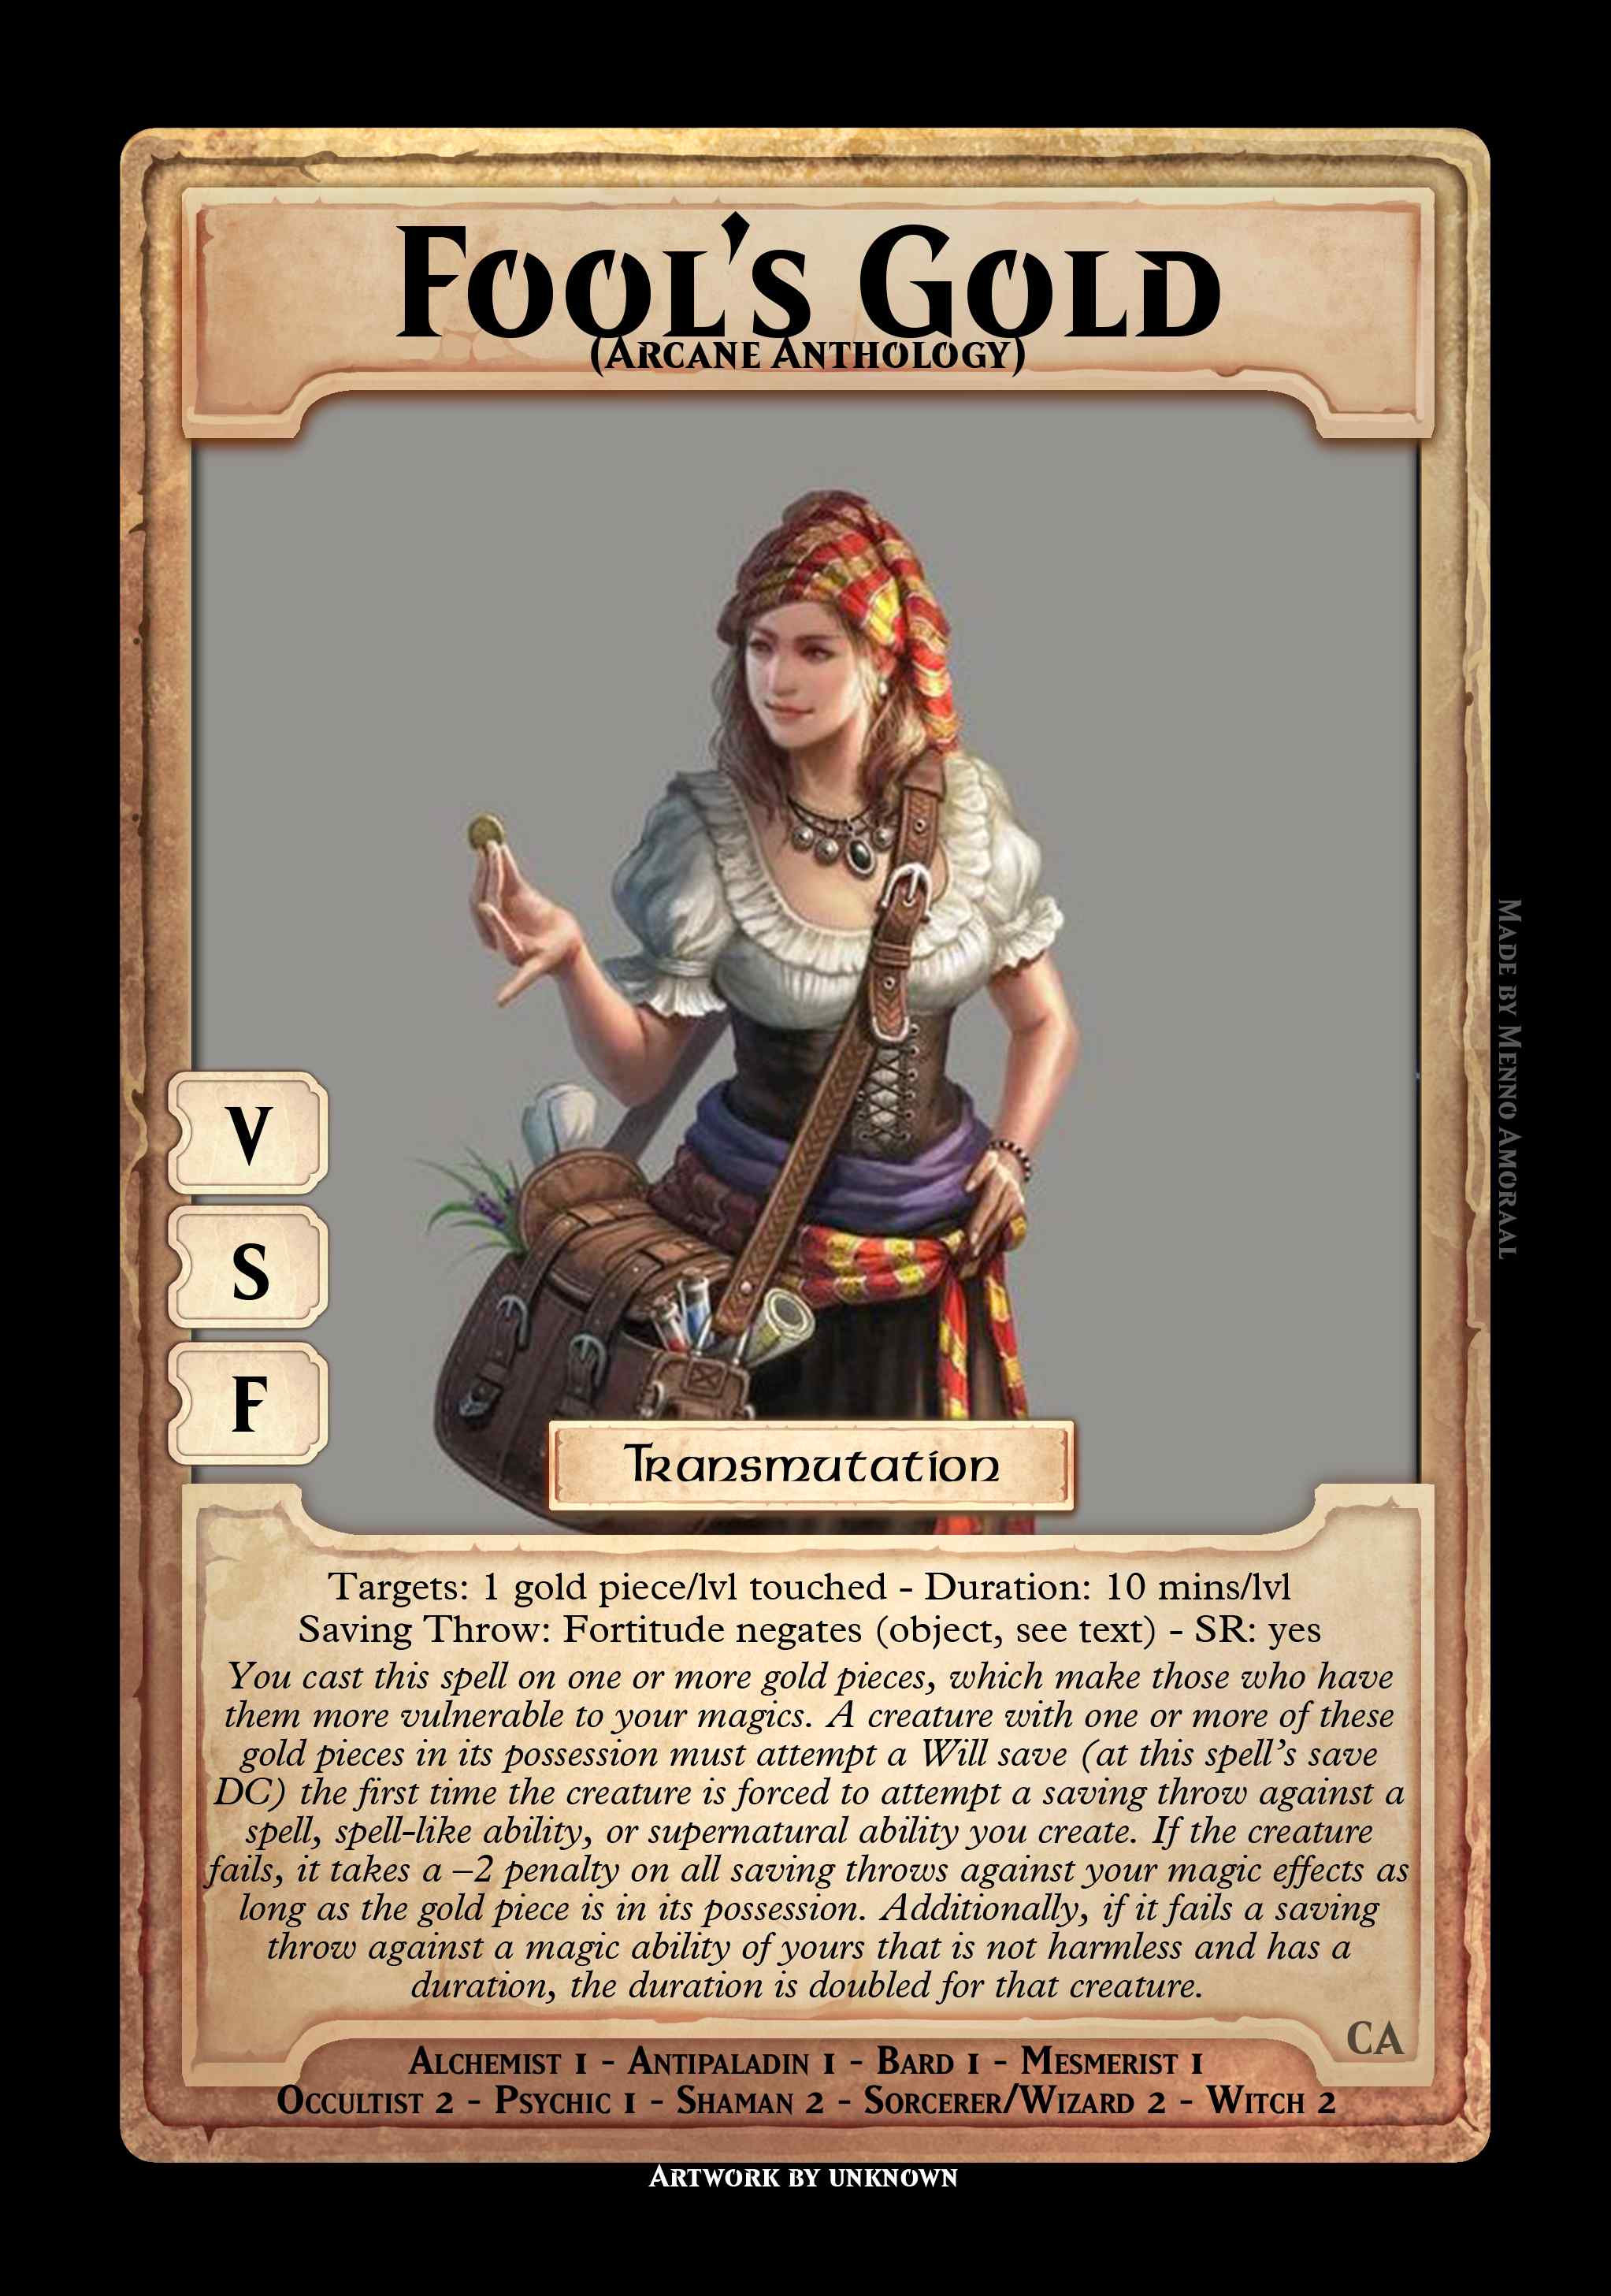 Fool's Gold
(Arcane Anthology)
Made by Menno Amoraal
V
S
F
Transmutation
Targets: 1 gold piece/lvl touched - Duration: 10 mins/lvl
Saving Throw: Fortitude negates (object, see text) - SR: yes
You cast this spell on one or more gold pieces, which make those who have
them more vulnerable to your magics. A creature with one or more of these
gold pieces in its possession must attempt a Will save (at this spell's save
DC) the first time the creature is forced to attempt a saving throw against a
spell, spell-like ability, or supernatural ability you create. If the creature
fails, it takes a –2 penalty on all saving throws against your magic effects as
long as the gold piece is in its possession. Additionally, if it fails a saving
throw against a magic ability of yours that is not harmless and has a
duration, the duration is doubled for that creature.
CA
Alchemist 1 - Antipaladin 1 - Bard 1 - Mesmerist 1
Occultist 2 - Psychic 1 - Shaman 2 - Sorcerer/Wizard 2 - Witch 2
Artwork by unknown